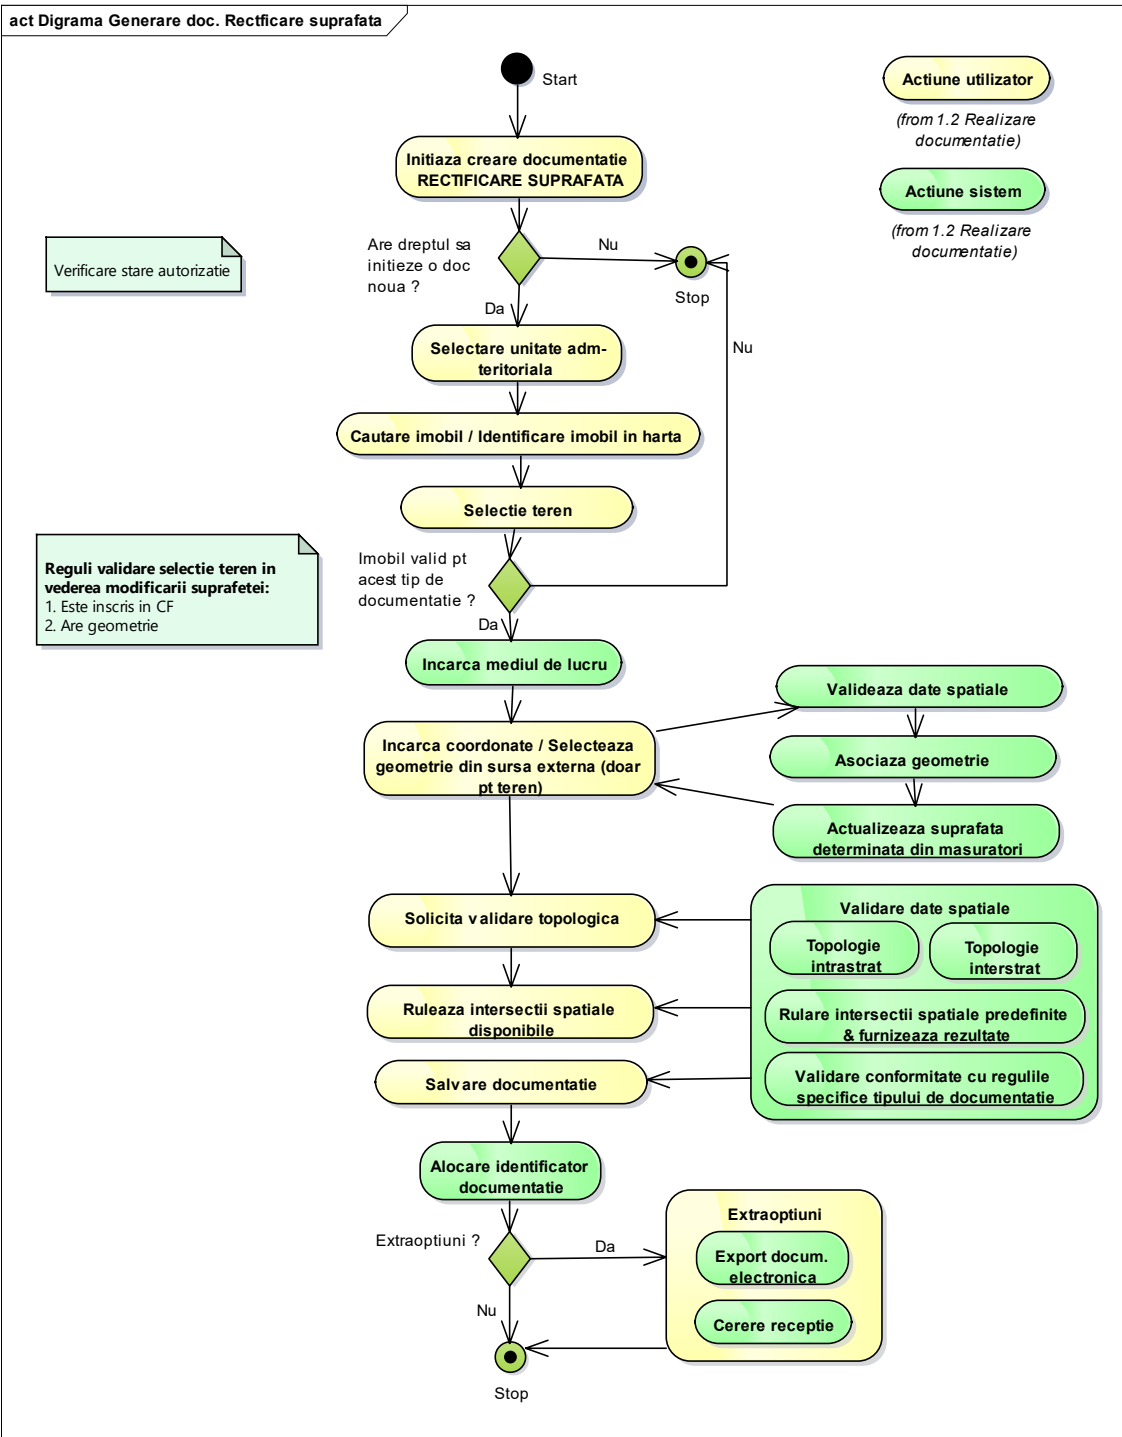 act Digrama Generare doc. Rectficare suprafata
Start
Actiune utilizator
(from 1.2 Realizare
documentatie)
Initiaza creare documentatie
RECTIFICARE SUPRAFATA
Actiune sistem
(from 1.2 Realizare
documentatie)
Verificare stare autorizatie
Are dreptul sa
initieze o doc
noua ?
Nu
Stop
Da
Selectare unitate adm-
teritoriala
Nu
Cautare imobil / Identificare imobil in harta
Selectie teren
Reguli validare selectie teren in
vederea modificarii suprafetei:
1. Este inscris in CF
2. Are geometrie
Imobil valid pt
acest tip de
documentatie ?
Da
Incarca mediul de lucru
Valideaza date spatiale
Incarca coordonate / Selecteaza
geometrie din sursa externa (doar
pt teren)
Asociaza geometrie
Actualizeaza suprafata
determinata din masuratori
Solicita validare topologica
Validare date spatiale
Topologie
intrastrat
Topologie
interstrat
Ruleaza intersectii spatiale
disponibile
Rulare intersectii spatiale predefinite
& furnizeaza rezultate
Salvare documentatie
Validare conformitate cu regulile
specifice tipului de documentatie
Alocare identificator
documentatie
Extraoptiuni ?
Da
Extraoptiuni
Export docum.
electronica
Cerere receptie
Nu
Stop